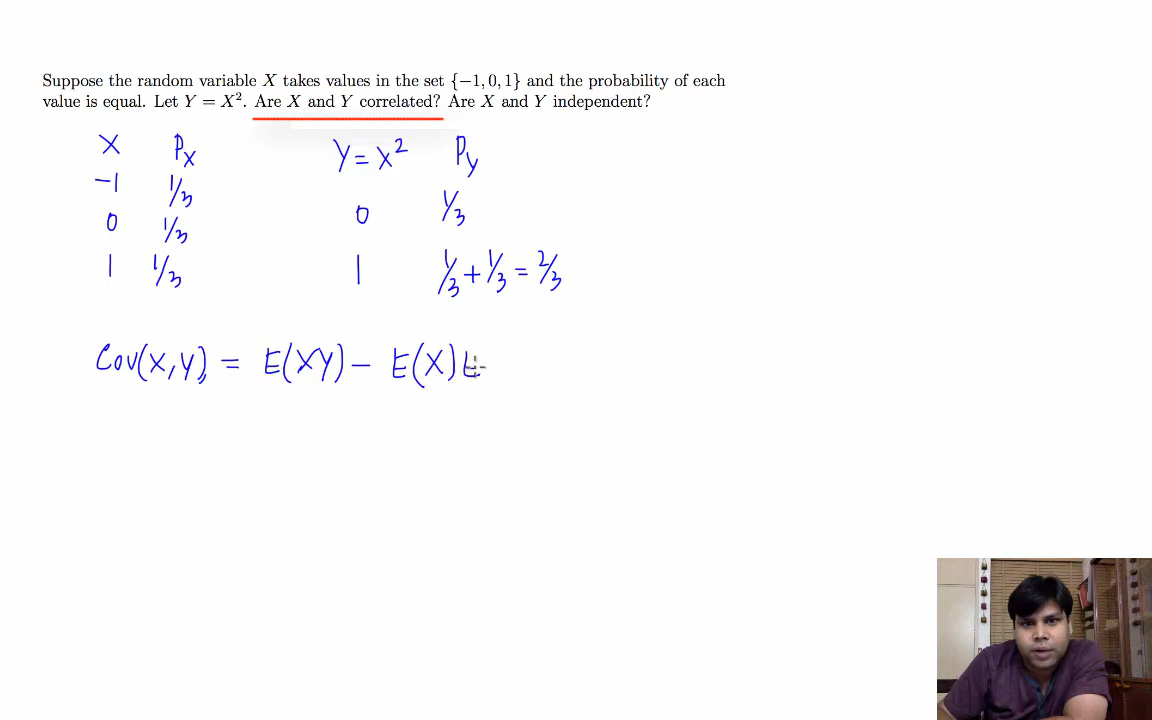 Suppose the random variable X takes values in the set {−1, 0, 1} and the probability of each
value is equal. Let Y = X². Are X and Y correlated? Are X and Y independent?
X P_X Y = X² P_Y
-1 1/3
0 1/3 0 1/3
1 1/3 1 1/3 + 1/3 = 2/3
Cov(X,Y) = E(XY) − E(X)E